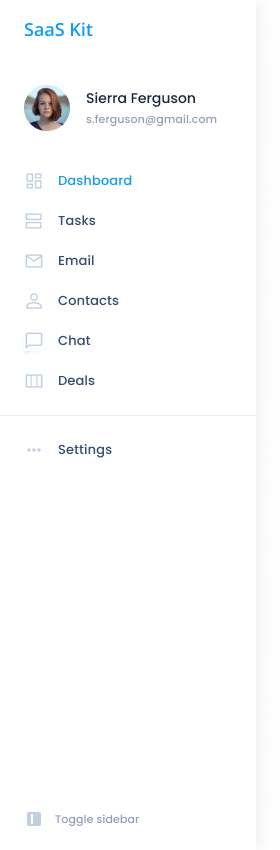 SaaS Kit
Sierra Ferguson
s.ferguson@gmail.com
Dashboard
Tasks
Email
Contacts
Chat
Deals
Settings
Toggle sidebar